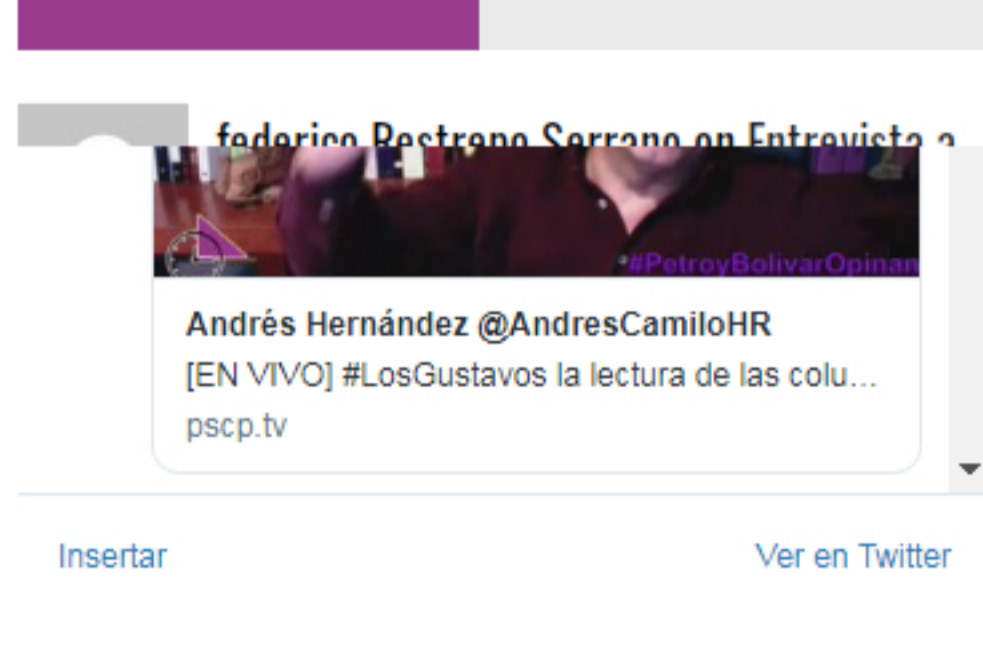 federico Restrepo Serrano on Entrevista a
#PetroyBolivarOpinan
Andrés Hernández @AndresCamiloHR
[EN VIVO] #LosGustavos la lectura de las colu...
pscp.tv
Insertar
Ver en Twitter